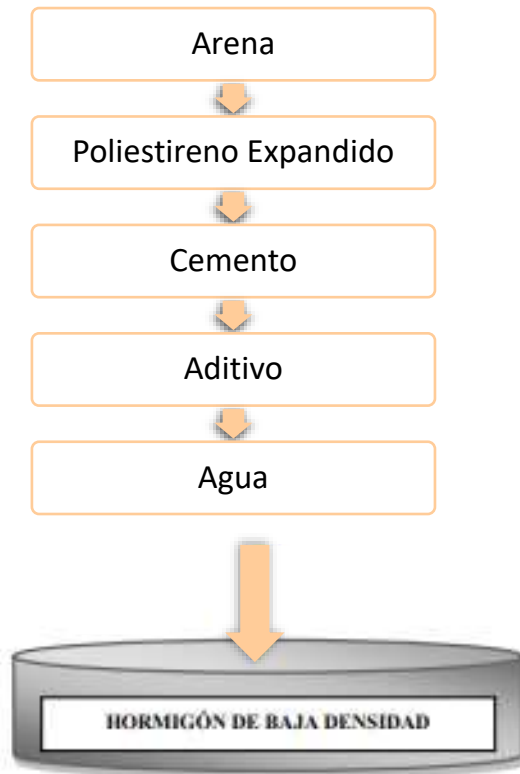 Arena
Poliestireno Expandido
Cemento
Aditivo
Agua
HORMIGÓN DE BAJA DENSIDAD